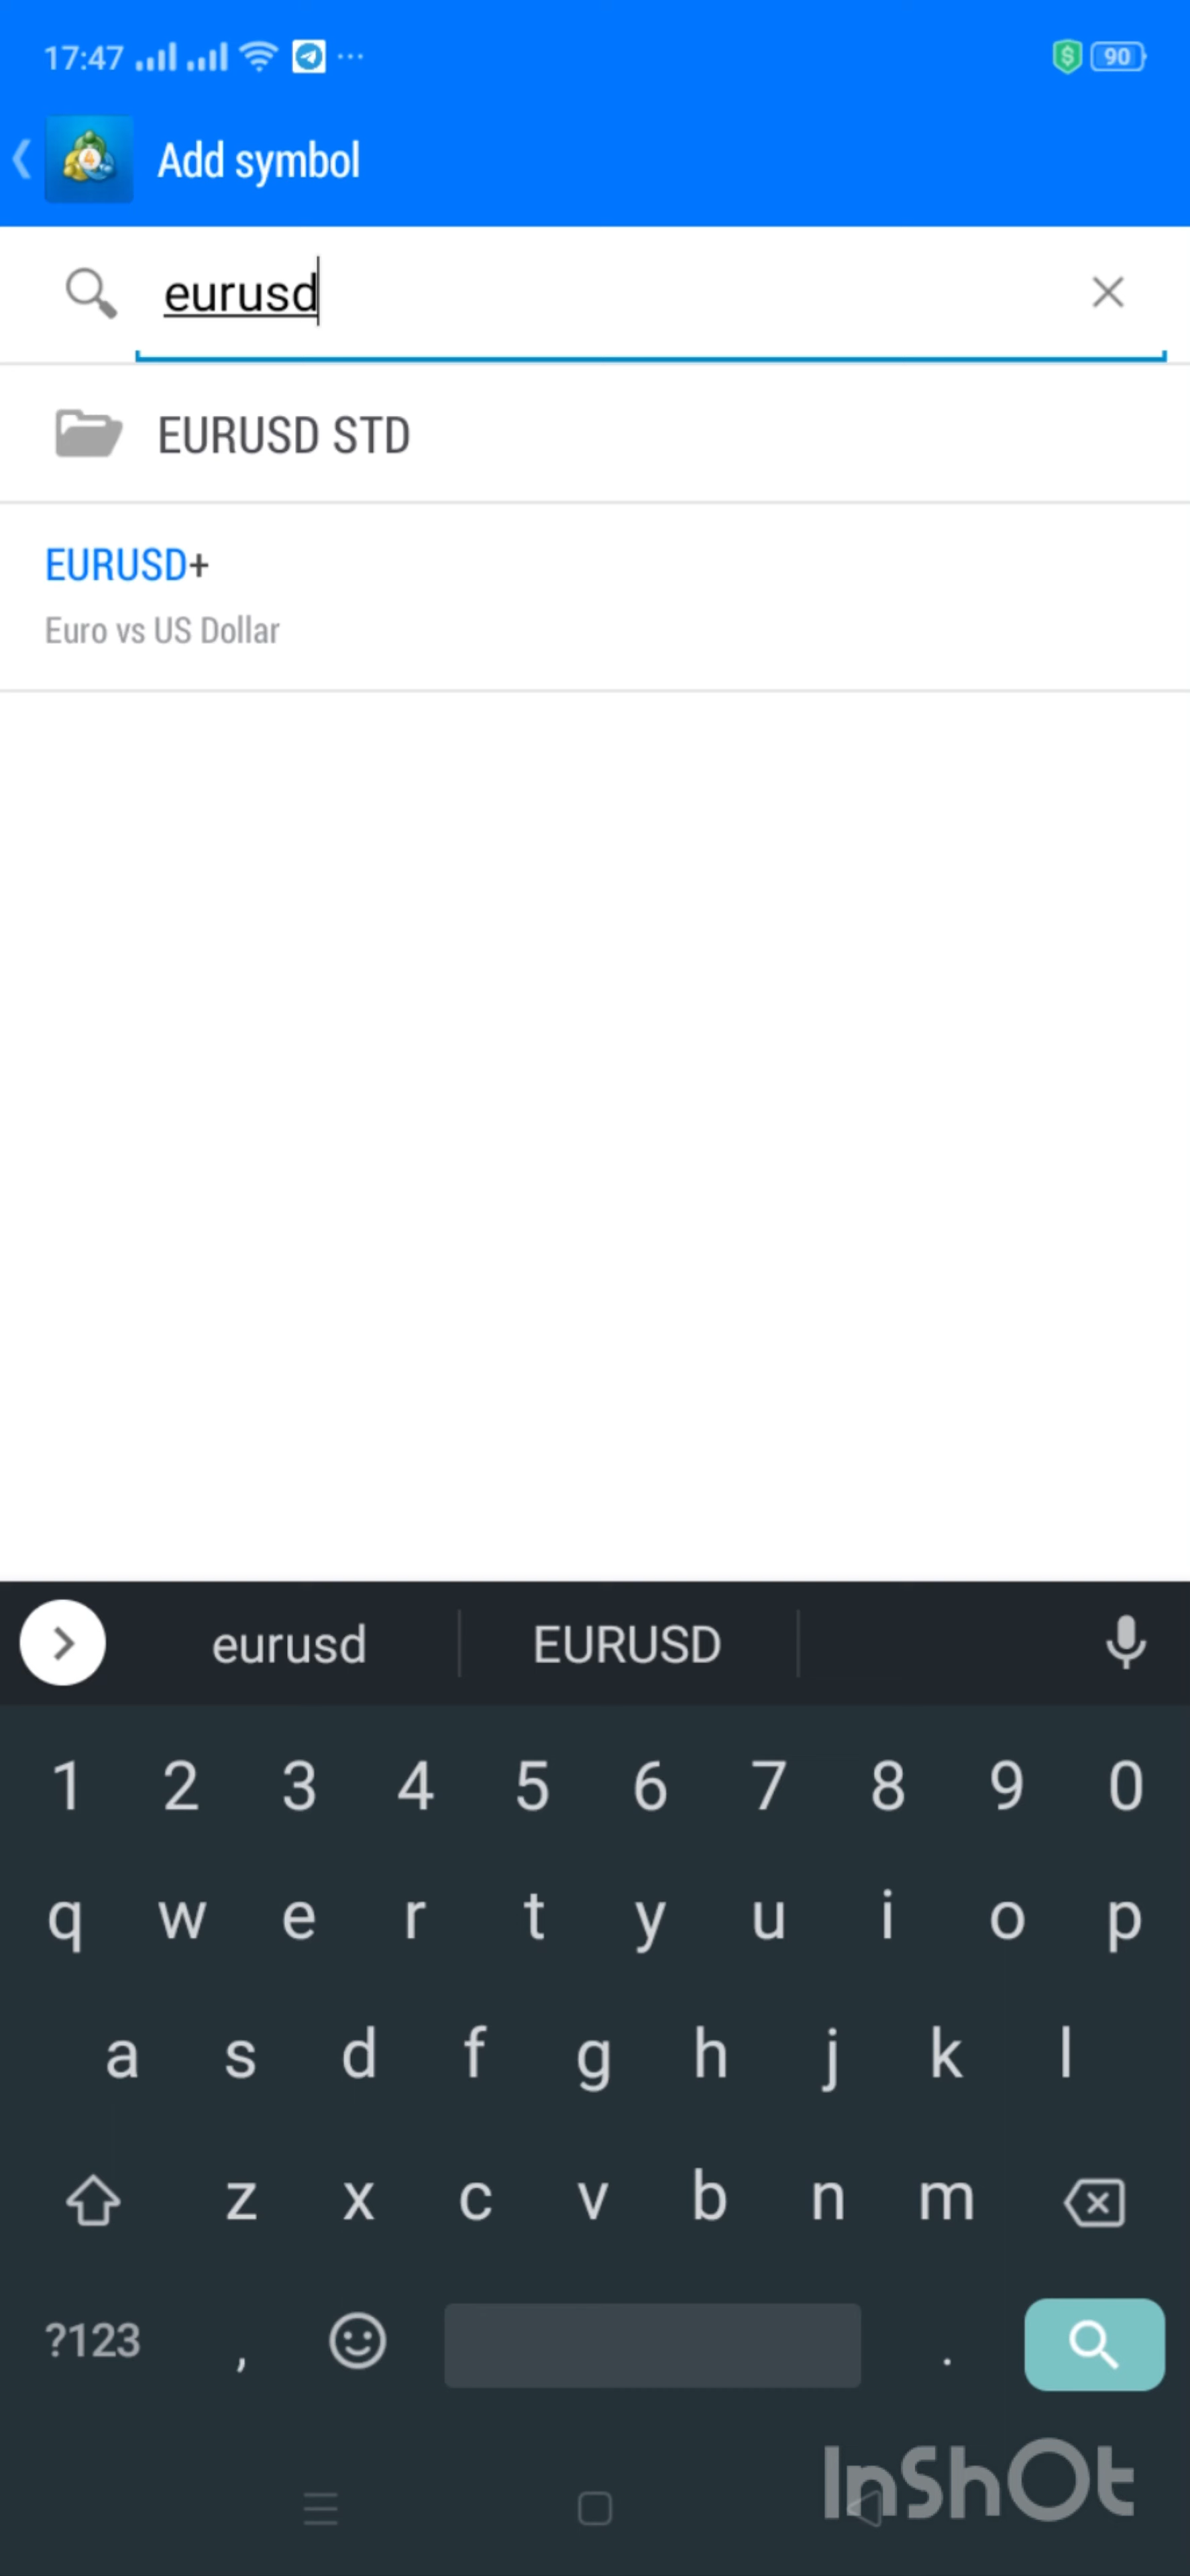 17:47 ... 90
4
Add symbol
eurusd
EURUSD STD
EURUSD+
Euro vs US Dollar
eurusd EURUSD
1 2 3 4 5 6 7 8 9 0
q w e r t y u i o p
a s d f g h j k l
z x c v b n m
?123 , .
InShOt